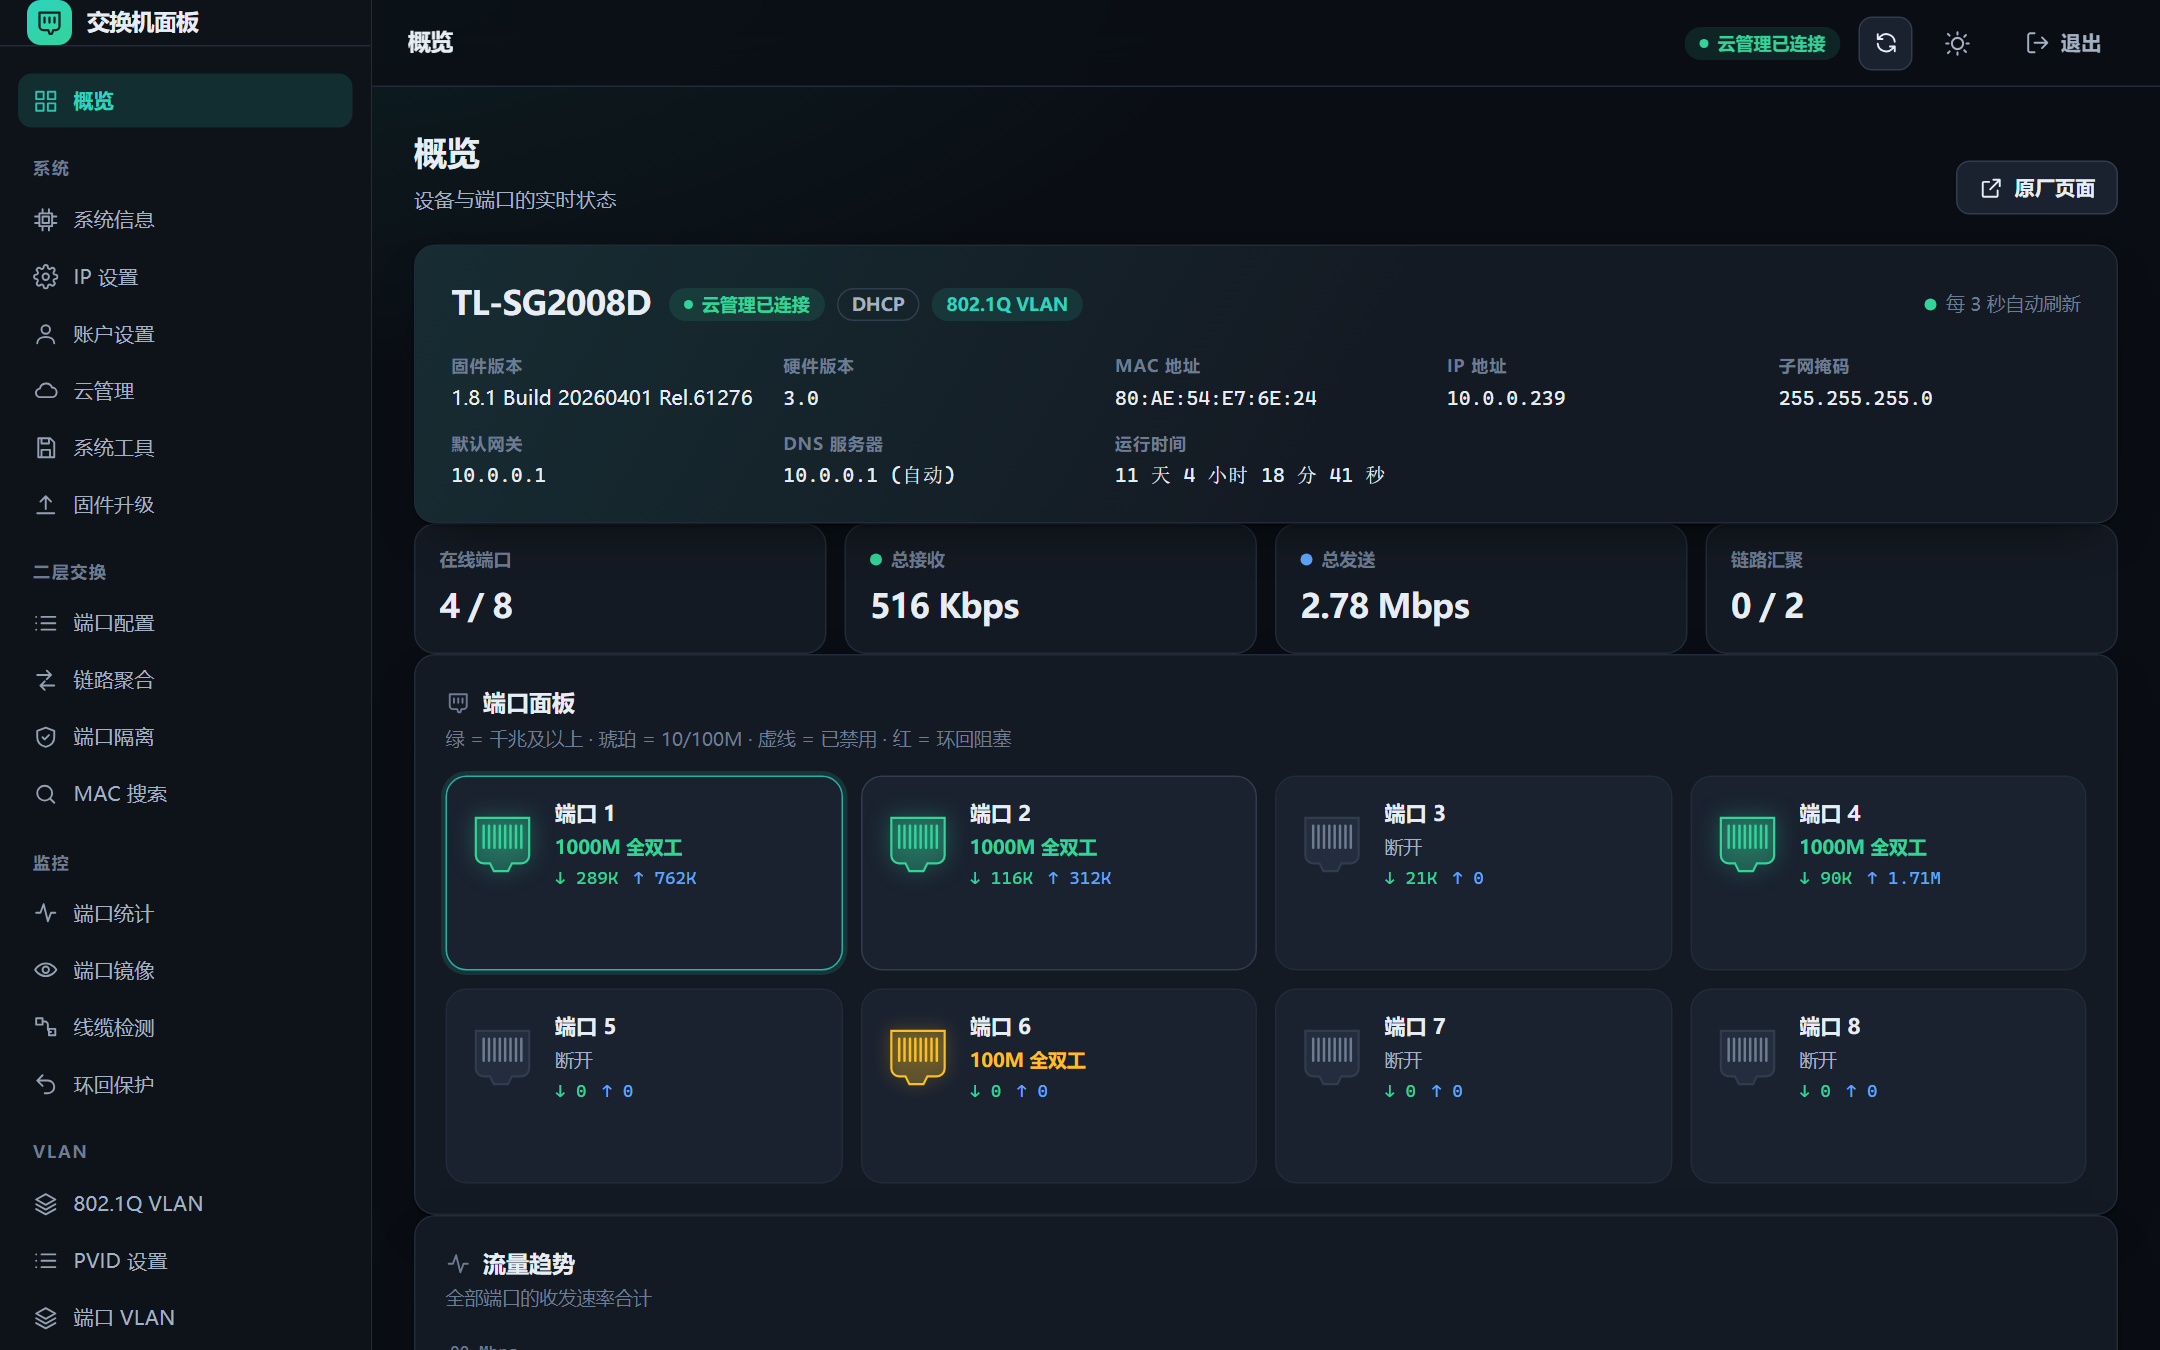 交换机面板
概览
系统
系统信息
IP 设置
账户设置
云管理
系统工具
固件升级
二层交换
端口配置
链路聚合
端口隔离
MAC 搜索
监控
端口统计
端口镜像
线缆检测
环回保护
VLAN
802.1Q VLAN
PVID 设置
端口 VLAN
概览
云管理已连接
退出
概览
设备与端口的实时状态
原厂页面
TL-SG2008D
云管理已连接
DHCP
802.1Q VLAN
每 3 秒自动刷新
固件版本
1.8.1 Build 20260401 Rel.61276
硬件版本
3.0
MAC 地址
80:AE:54:E7:6E:24
IP 地址
10.0.0.239
子网掩码
255.255.255.0
默认网关
10.0.0.1
DNS 服务器
10.0.0.1 (自动)
运行时间
11 天 4 小时 18 分 41 秒
在线端口
4 / 8
总接收
516 Kbps
总发送
2.78 Mbps
链路汇聚
0 / 2
端口面板
绿 = 千兆及以上 · 琥珀 = 10/100M · 虚线 = 已禁用 · 红 = 环回阻塞
端口 1
1000M 全双工
↓ 289K ↑ 762K
端口 2
1000M 全双工
↓ 116K ↑ 312K
端口 3
断开
↓ 21K ↑ 0
端口 4
1000M 全双工
↓ 90K ↑ 1.71M
端口 5
断开
↓ 0 ↑ 0
端口 6
100M 全双工
↓ 0 ↑ 0
端口 7
断开
↓ 0 ↑ 0
端口 8
断开
↓ 0 ↑ 0
流量趋势
全部端口的收发速率合计